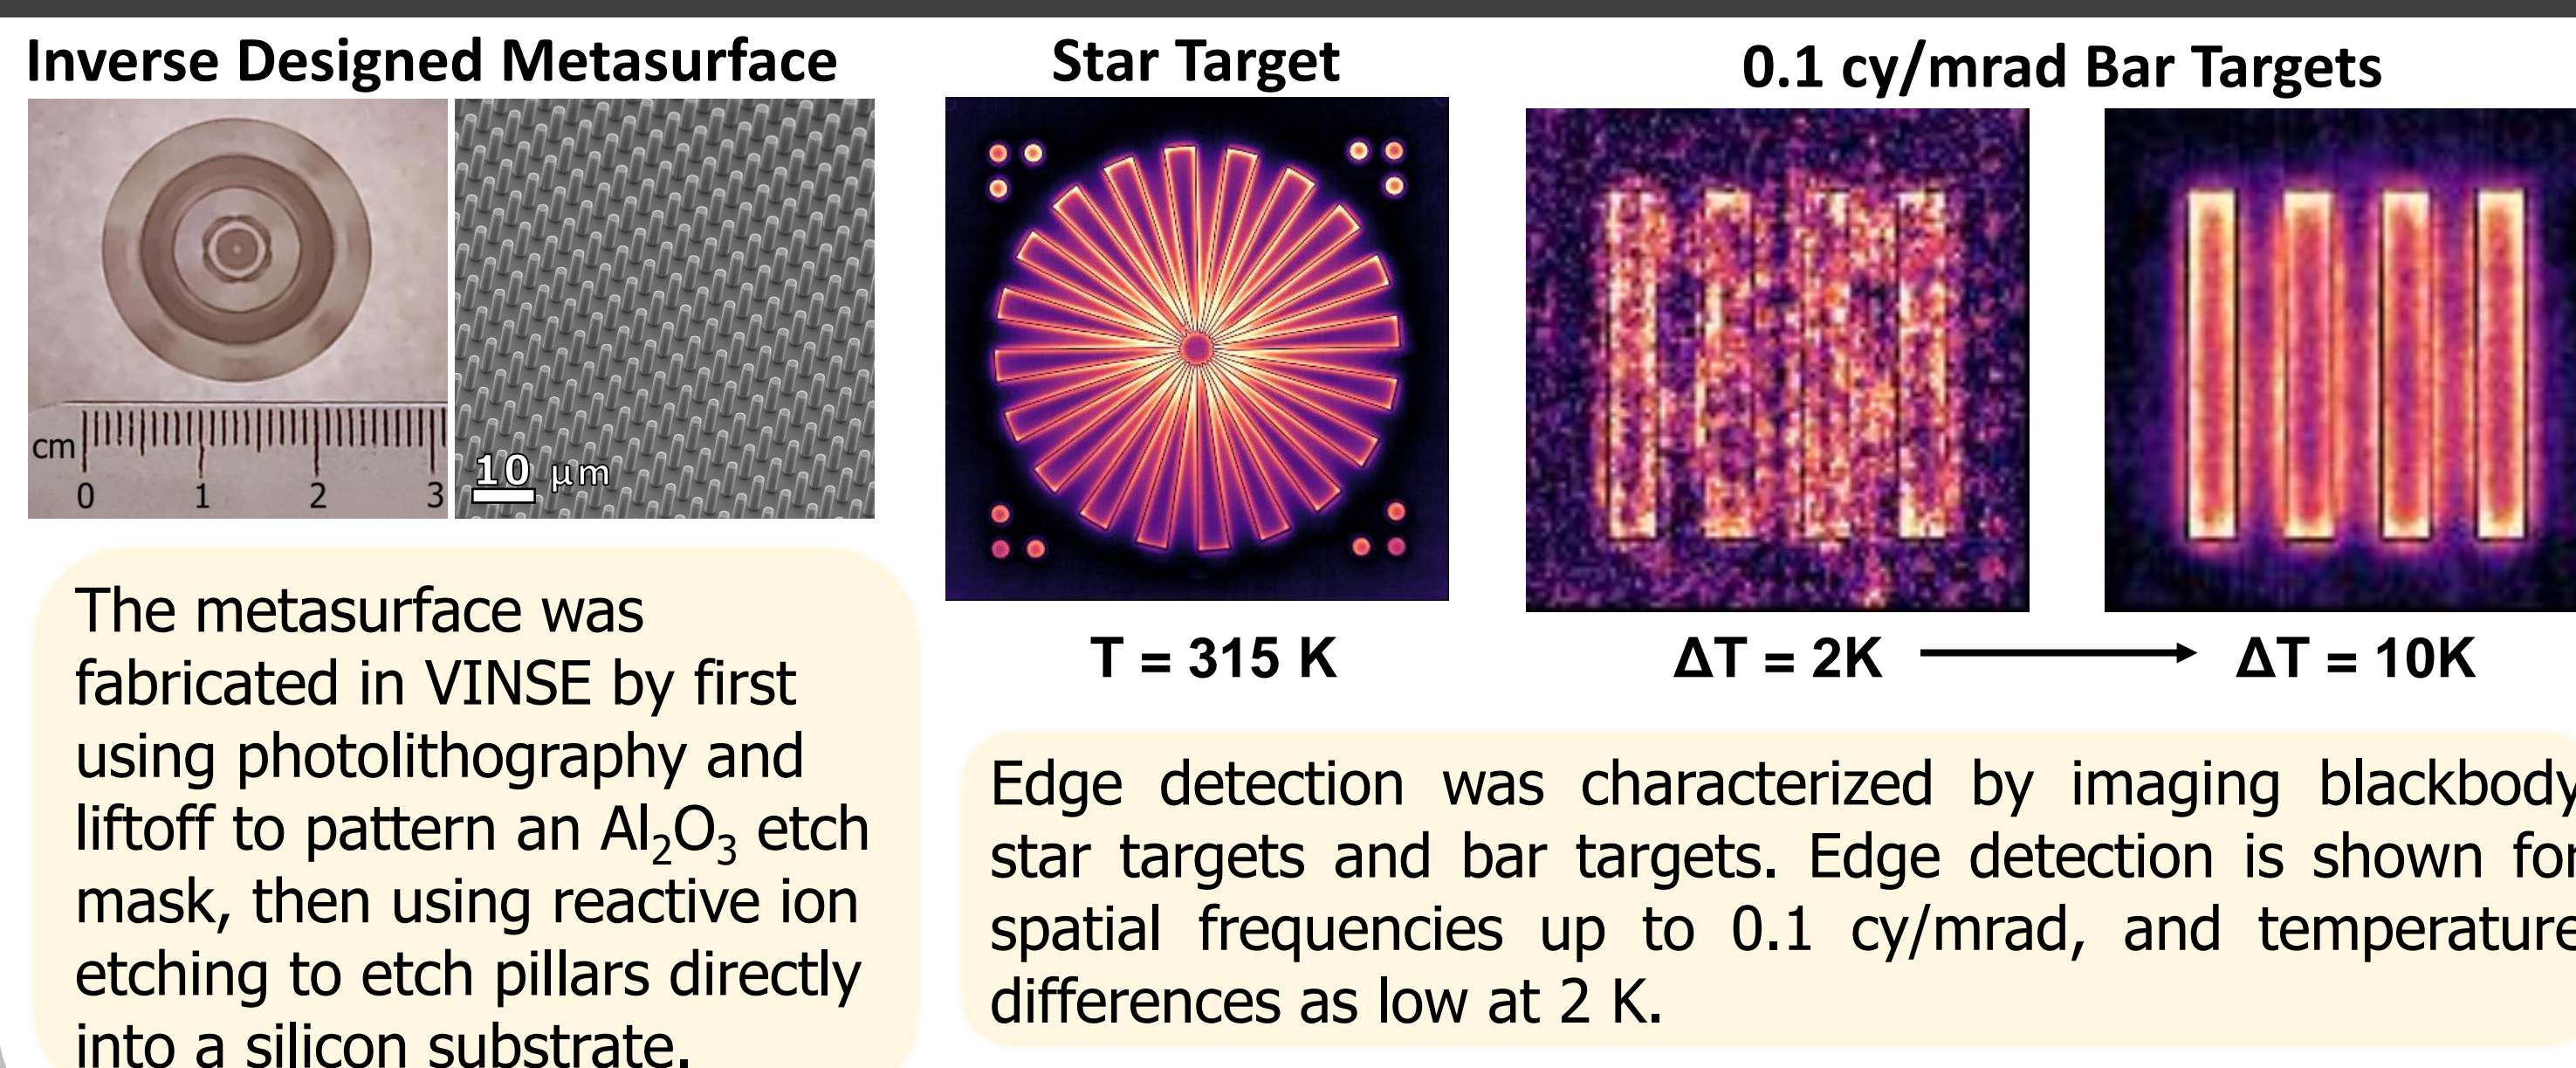 Inverse Designed Metasurface
Star Target
0.1 cy/mrad Bar Targets
cm
0 1 2 3
10 μm
T = 315 K
ΔT = 2K
ΔT = 10K
The metasurface was
fabricated in VINSE by first
using photolithography and
liftoff to pattern an Al₂O₃ etch
mask, then using reactive ion
etching to etch pillars directly
into a silicon substrate.
Edge detection was characterized by imaging blackbody
star targets and bar targets. Edge detection is shown for
spatial frequencies up to 0.1 cy/mrad, and temperature
differences as low at 2 K.